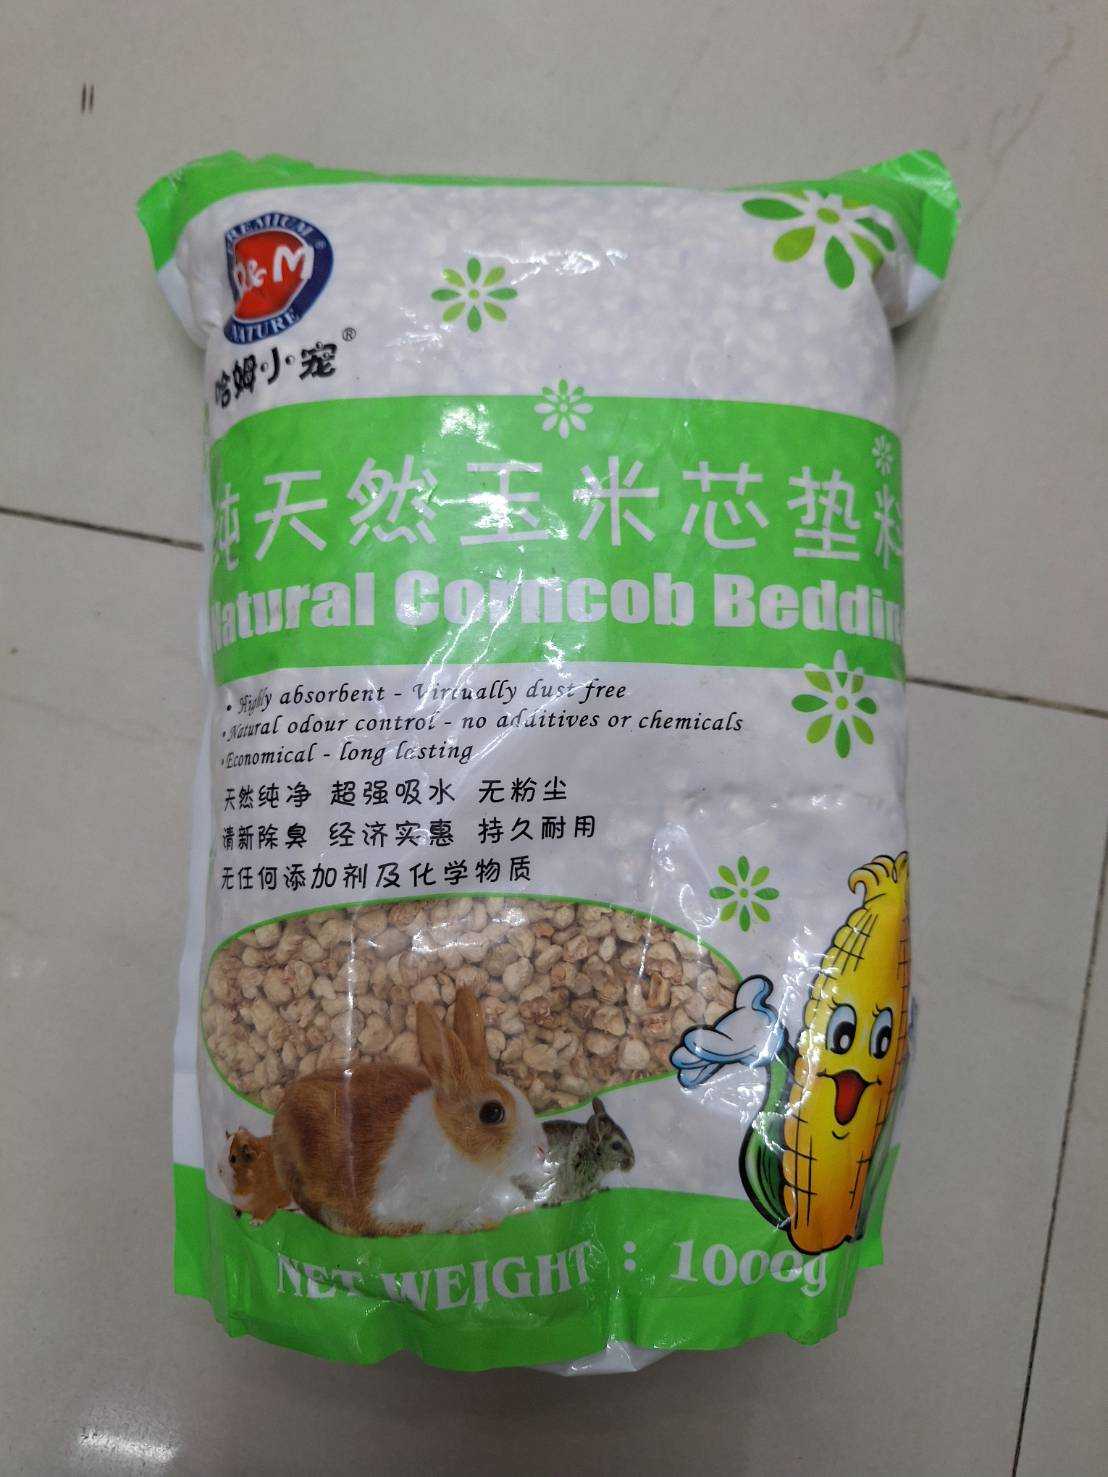 PREMIUM ®
& M
NATURE
哈姆·小·宠®
纯天然玉米芯垫料
Natural Corncob Bedding
• Highly absorbent - Virtually dust free
• Natural odour control - no additives or chemicals
• Economical - long lasting
天然纯净 超强吸水 无粉尘
清新除臭 经济实惠 持久耐用
无任何添加剂及化学物质
NET WEIGHT：1000g